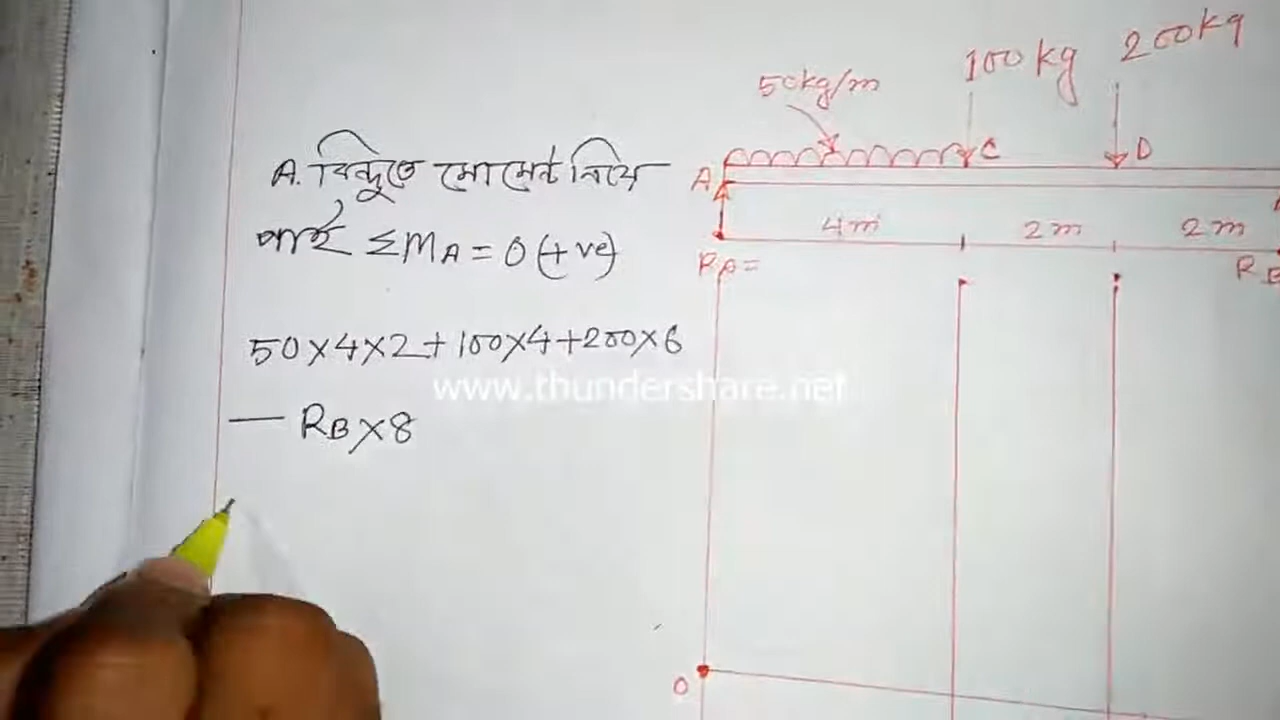 A. বিন্দুতে মোমেন্ট নিয়ে
পাই ΣMA = 0 (+ve)
50×4×2+100×4+200×6
— RB×8
50kg/m
100 kg
200kg
A
C
D
4m
2m
2m
RA=
RB
0
www.thundershare.net